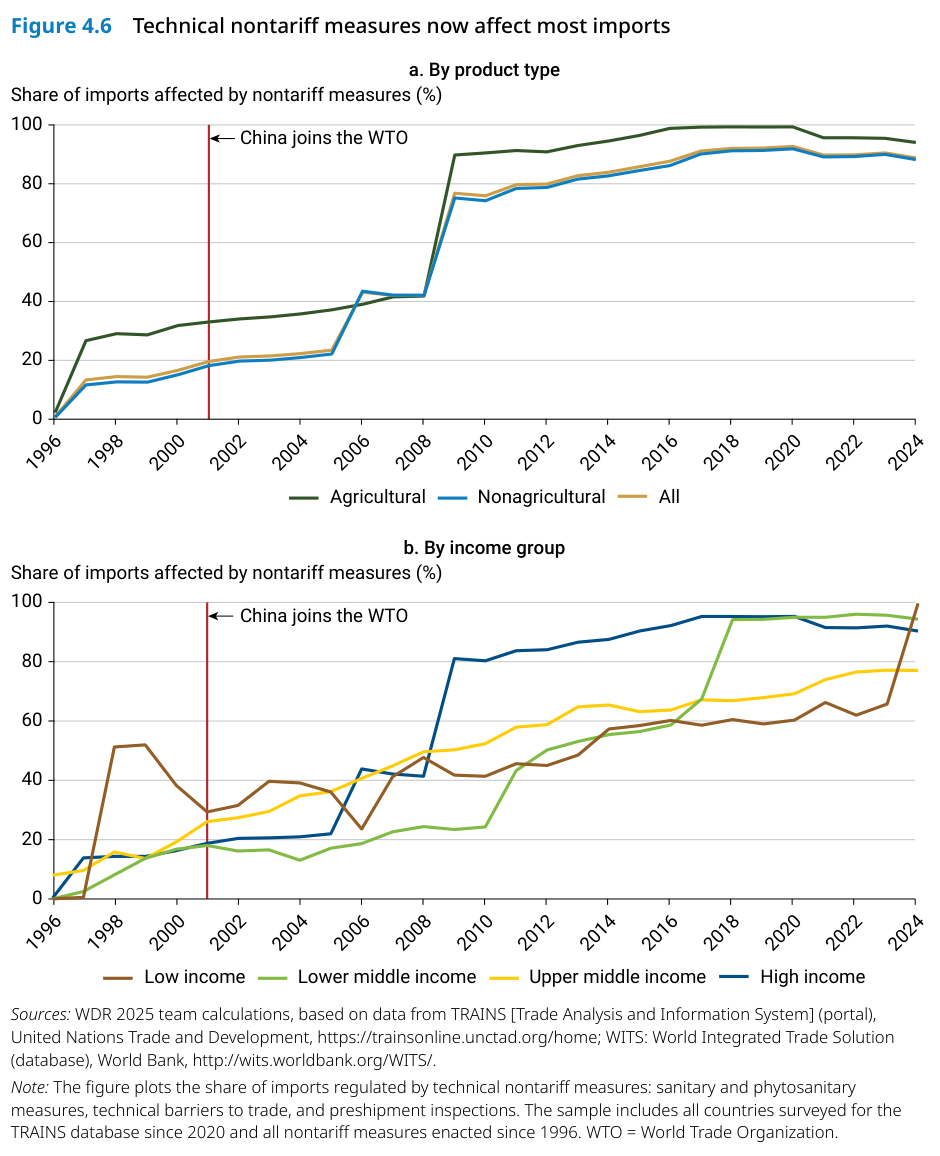 Figure 4.6 Technical nontariff measures now affect most imports
a. By product type
Share of imports affected by nontariff measures (%)
100
China joins the WTO
80
60
40
20
0
1996 1998 2000 2002 2004 2006 2008 2010 2012 2014 2016 2018 2020 2022 2024
Agricultural Nonagricultural All
b. By income group
Share of imports affected by nontariff measures (%)
100
China joins the WTO
80
60
40
20
0
1996 1998 2000 2002 2004 2006 2008 2010 2012 2014 2016 2018 2020 2022 2024
Low income Lower middle income Upper middle income High income
Sources: WDR 2025 team calculations, based on data from TRAINS [Trade Analysis and Information System] (portal),
United Nations Trade and Development, https://trainsonline.unctad.org/home; WITS: World Integrated Trade Solution
(database), World Bank, http://wits.worldbank.org/WITS/.
Note: The figure plots the share of imports regulated by technical nontariff measures: sanitary and phytosanitary
measures, technical barriers to trade, and preshipment inspections. The sample includes all countries surveyed for the
TRAINS database since 2020 and all nontariff measures enacted since 1996. WTO = World Trade Organization.